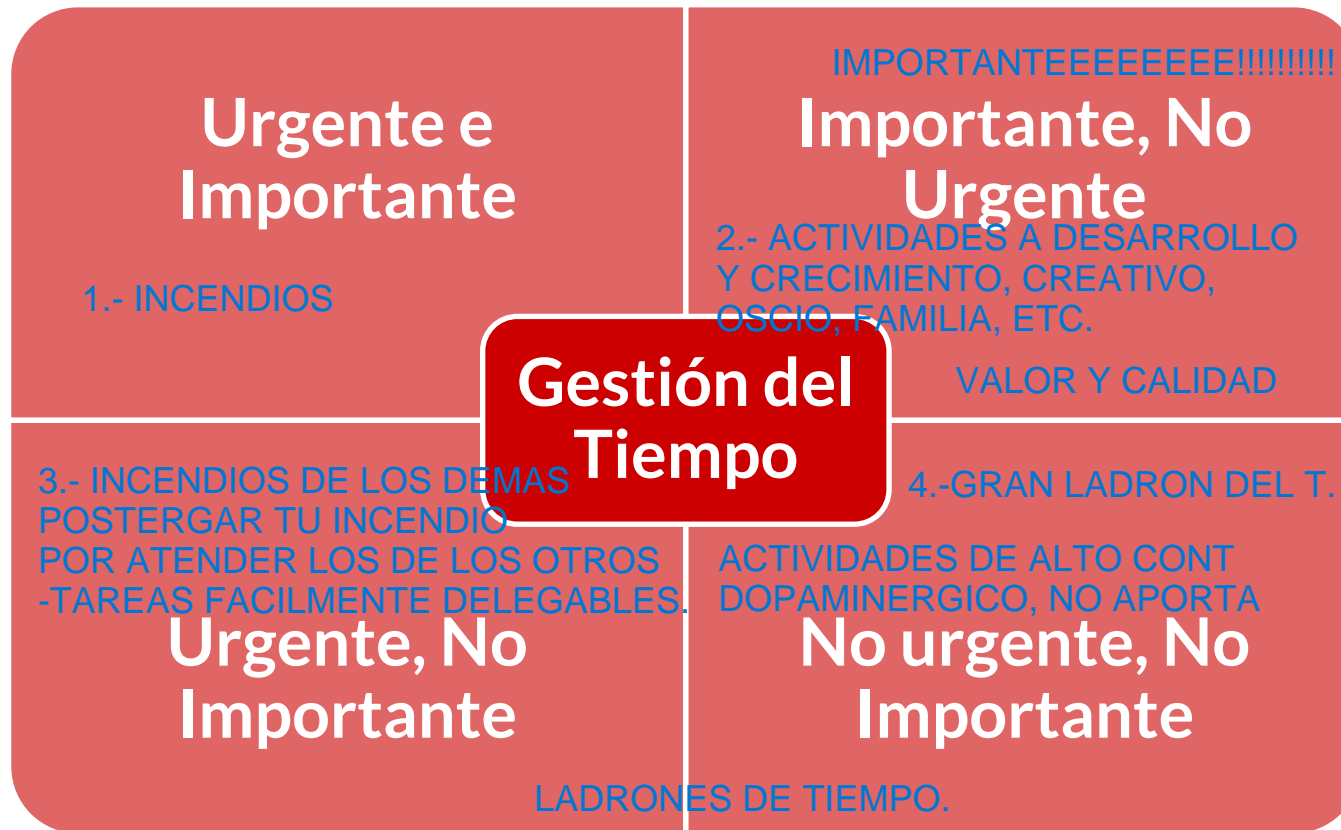 Urgente e
Importante
1.- INCENDIOS
IMPORTANTEEEEEEEE!!!!!!!!!!
Importante, No
Urgente
2.- ACTIVIDADES A DESARROLLO
Y CRECIMIENTO, CREATIVO,
OSCIO, FAMILIA, ETC.
VALOR Y CALIDAD
Gestión del
Tiempo
3.- INCENDIOS DE LOS DEMAS
POSTERGAR TU INCENDIO
POR ATENDER LOS DE LOS OTROS
-TAREAS FACILMENTE DELEGABLES.
Urgente, No
Importante
4.-GRAN LADRON DEL T.
ACTIVIDADES DE ALTO CONT
DOPAMINERGICO, NO APORTA
No urgente, No
Importante
LADRONES DE TIEMPO.